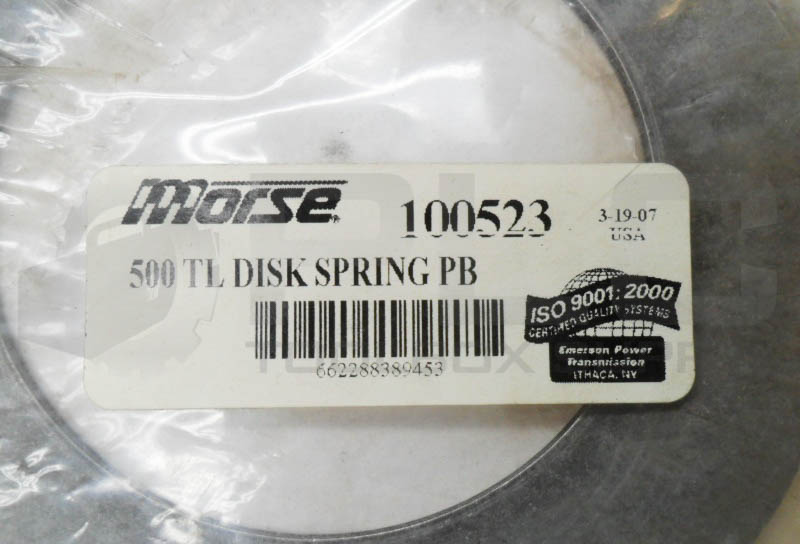 morse®
100523
3-19-07
USA
500 TL DISK SPRING PB
662288389453
ISO 9001:2000
CERTIFIED QUALITY SYSTEMS
Emerson Power
Transmission
ITHACA, NY